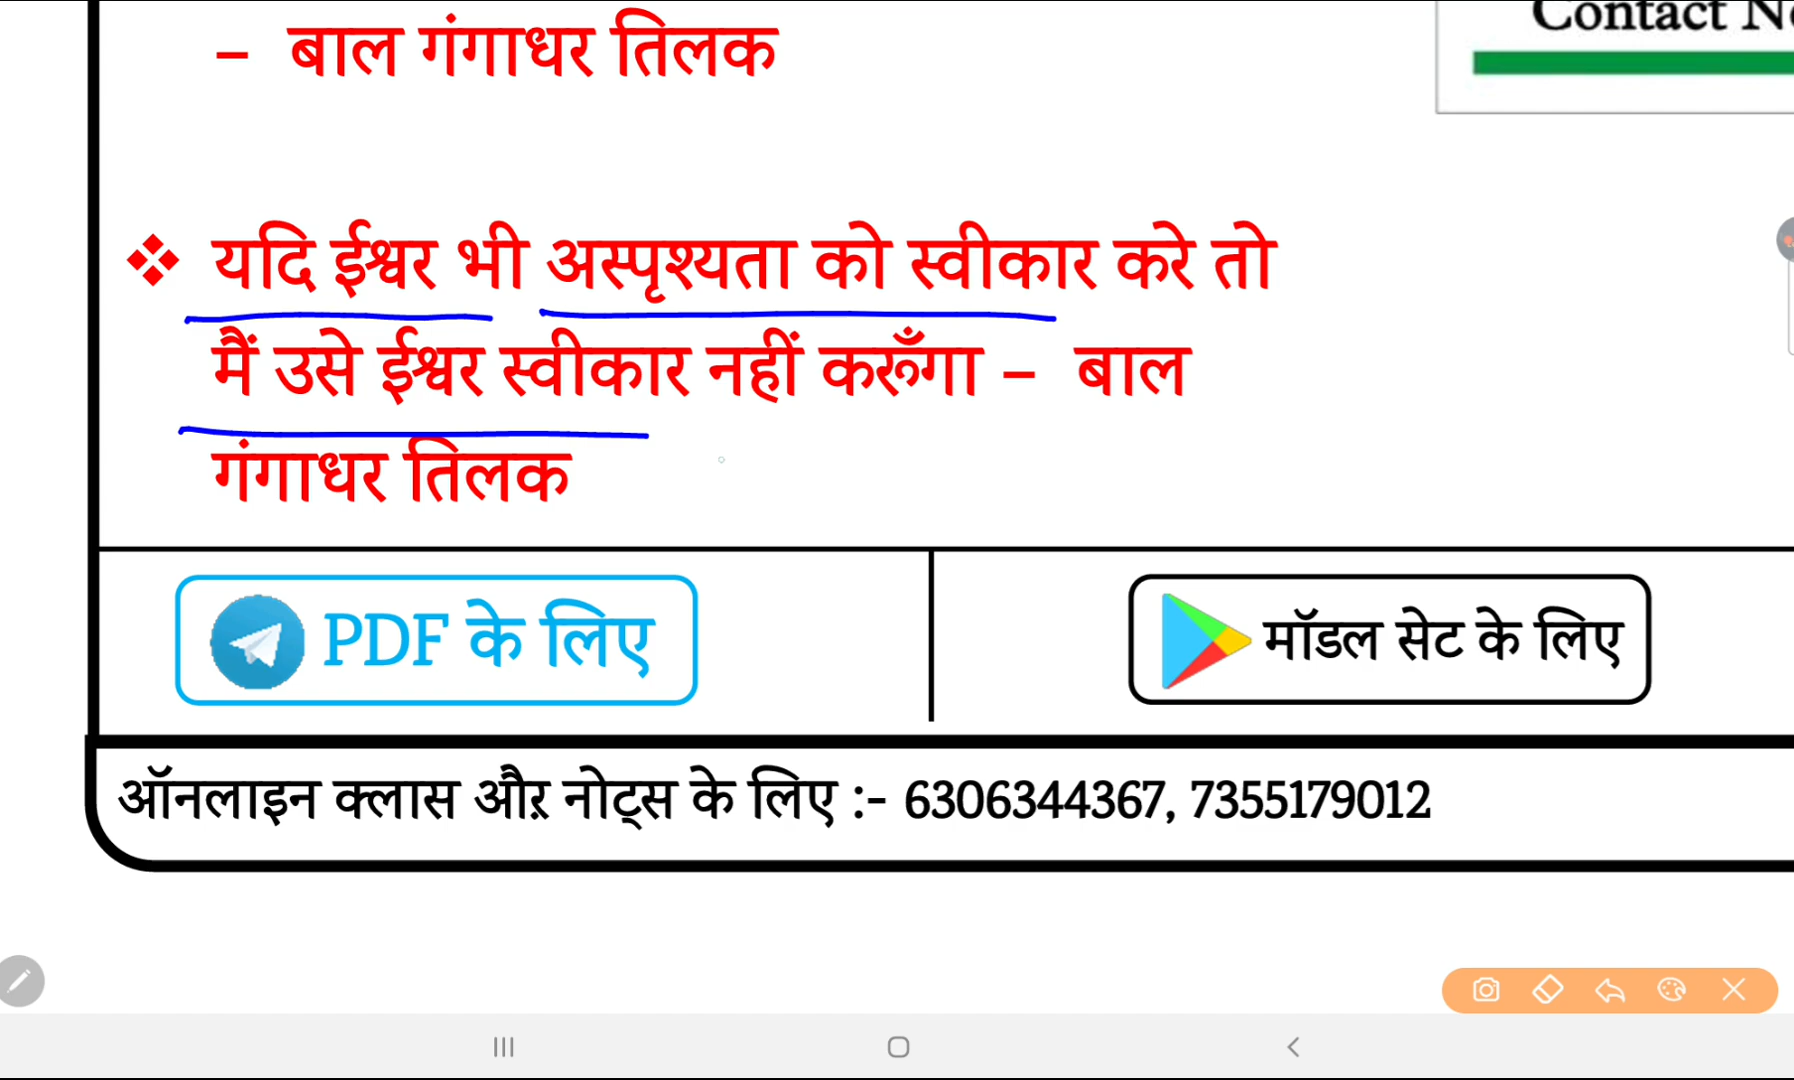 Contact N
– बाल गंगाधर तिलक
❖ यदि ईश्वर भी अस्पृश्यता को स्वीकार करे तो
मैं उसे ईश्वर स्वीकार नहीं करूँगा – बाल
गंगाधर तिलक
PDF के लिए
मॉडल सेट के लिए
ऑनलाइन क्लास और नोट्स के लिए :- 6306344367, 7355179012